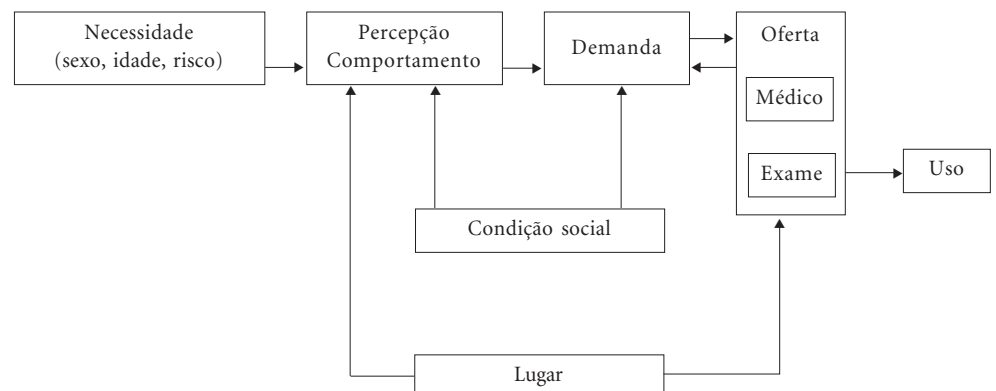 Necessidade
(sexo, idade, risco)
Percepção
Comportamento
Demanda
Oferta
Médico
Exame
Uso
Condição social
Lugar